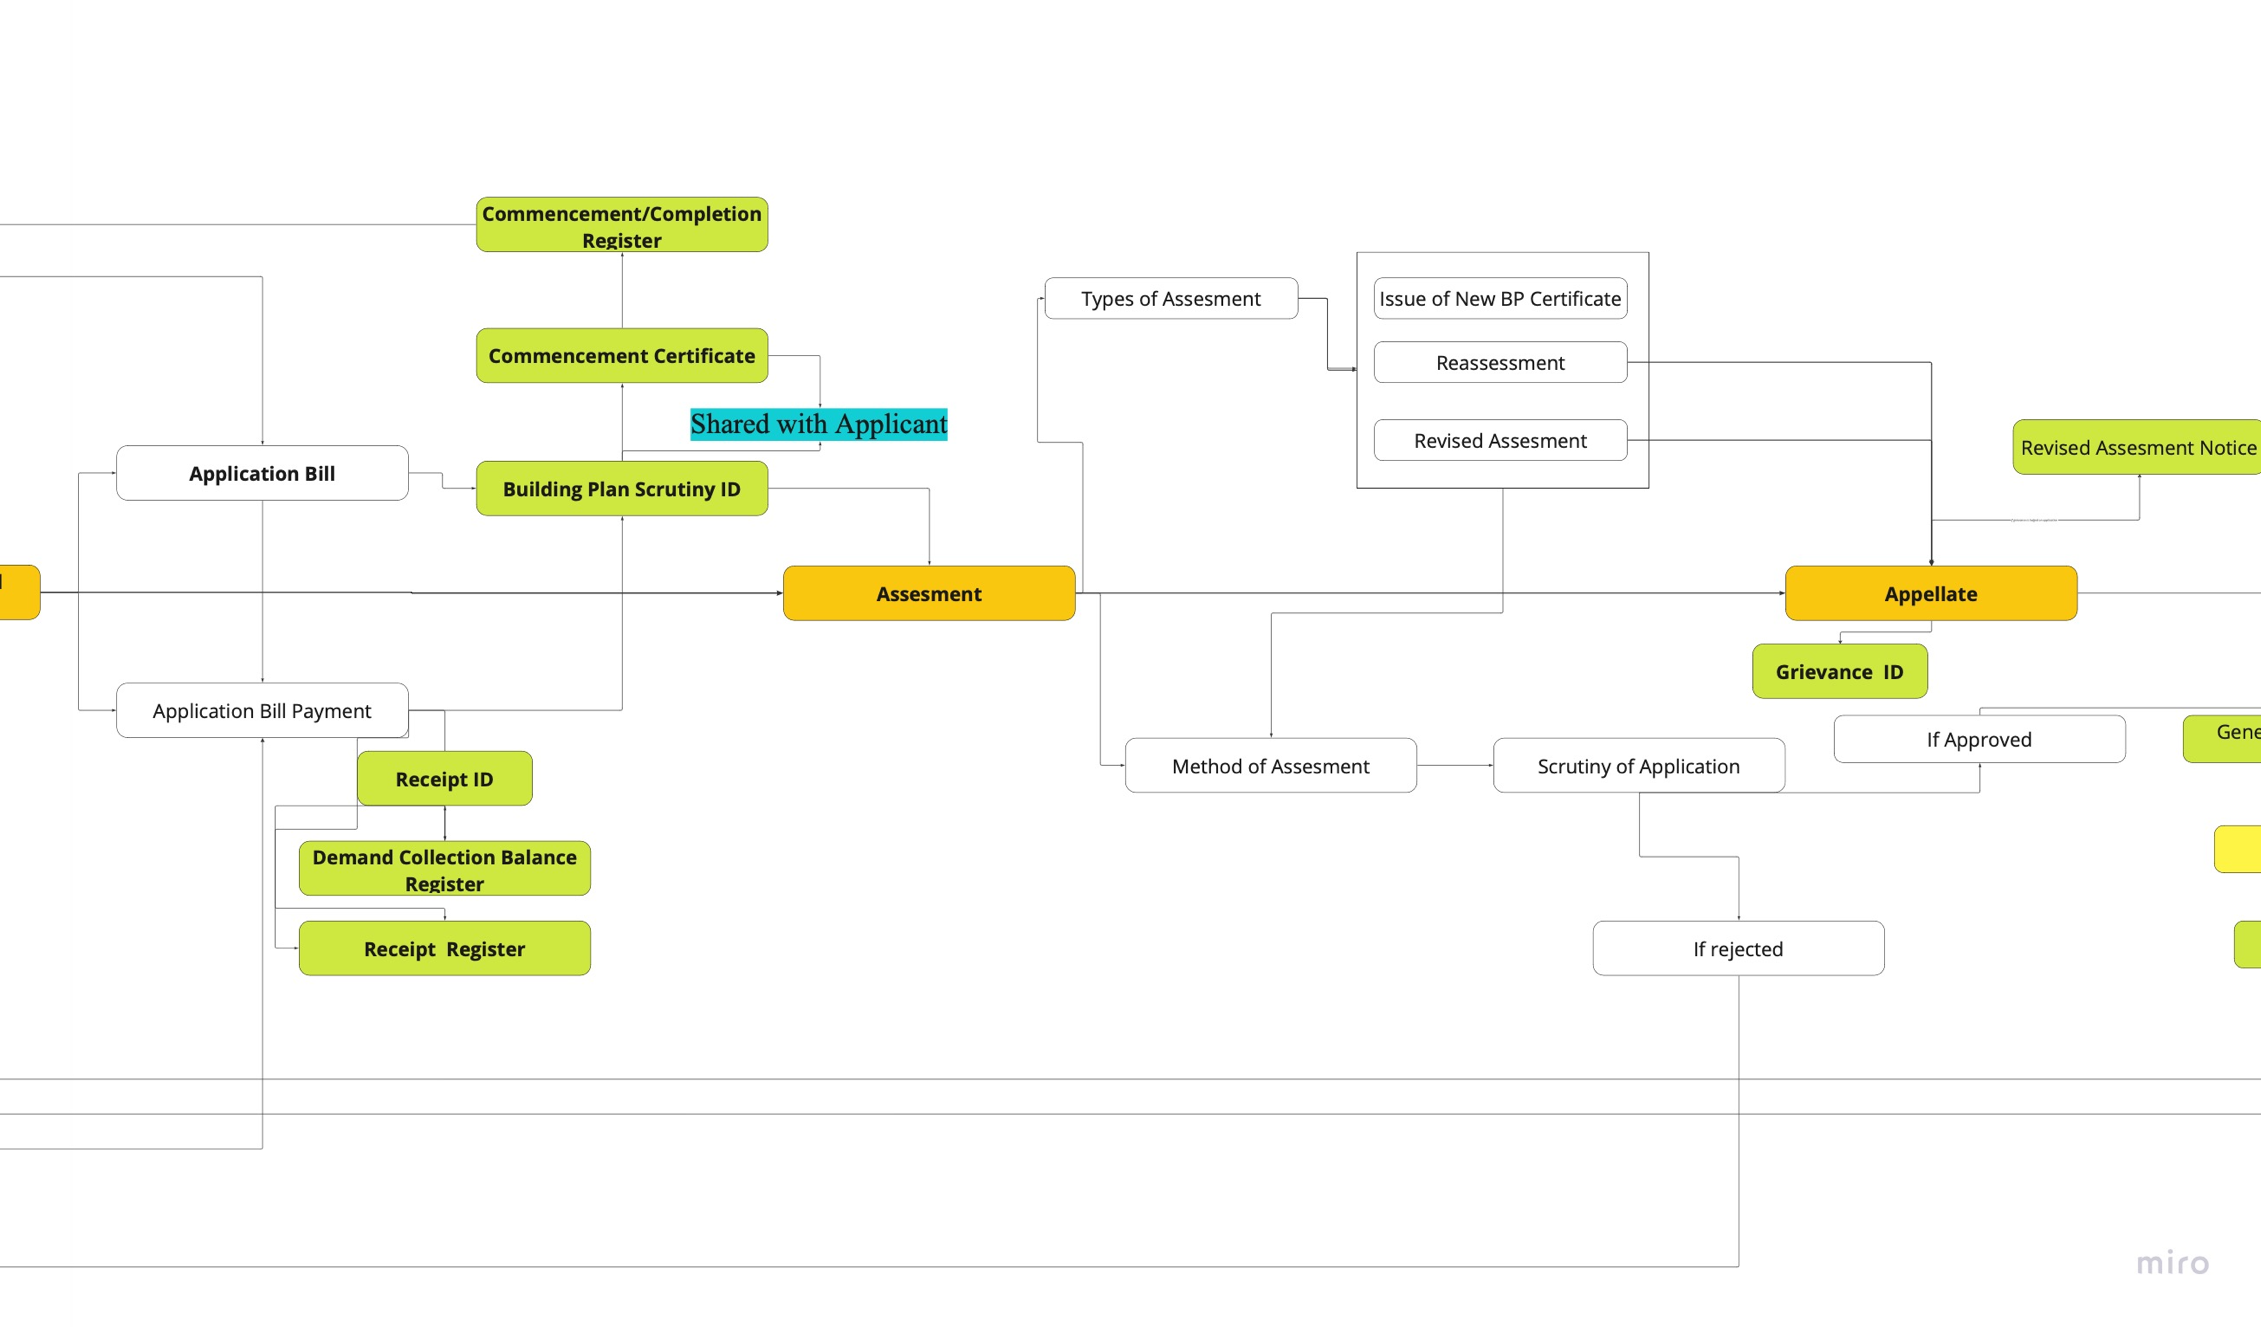 Commencement/Completion
Register
Types of Assesment
Issue of New BP Certificate
Commencement Certificate
Reassessment
Shared with Applicant
Revised Assesment
Revised Assesment Notice
Application Bill
Building Plan Scrutiny ID
Assesment
Appellate
Grievance  ID
Application Bill Payment
If Approved
Gene
Receipt ID
Method of Assesment
Scrutiny of Application
Demand Collection Balance
Register
Receipt  Register
If rejected
miro